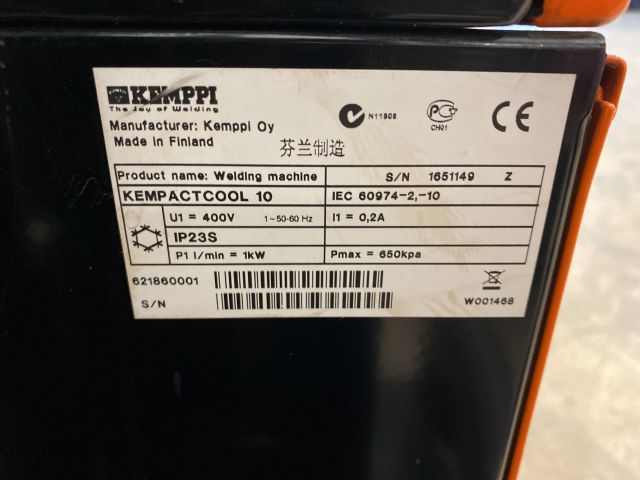 KEMPPI
The Joy of Welding
Manufacturer: Kemppi Oy
Made in Finland
芬兰制造
N11808
PC
CH01
CE
Product name: Welding machine S/N 1651149 Z
KEMPACTCOOL 10 IEC 60974-2,-10
U1 = 400V 1~50-60 Hz I1 = 0,2A
IP23S
P1 l/min = 1kW Pmax = 650kpa
621860001
S/N
W001468